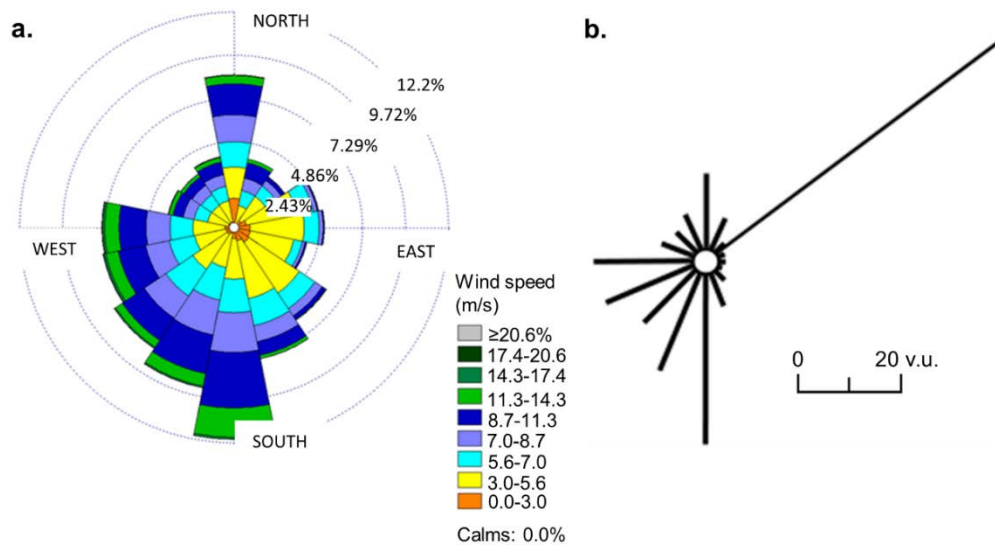 a.
NORTH
12.2%
9.72%
7.29%
4.86%
2.43%
WEST
EAST
SOUTH
Wind speed
(m/s)
≥20.6%
17.4-20.6
14.3-17.4
11.3-14.3
8.7-11.3
7.0-8.7
5.6-7.0
3.0-5.6
0.0-3.0
Calms: 0.0%
b.
0 20 v.u.